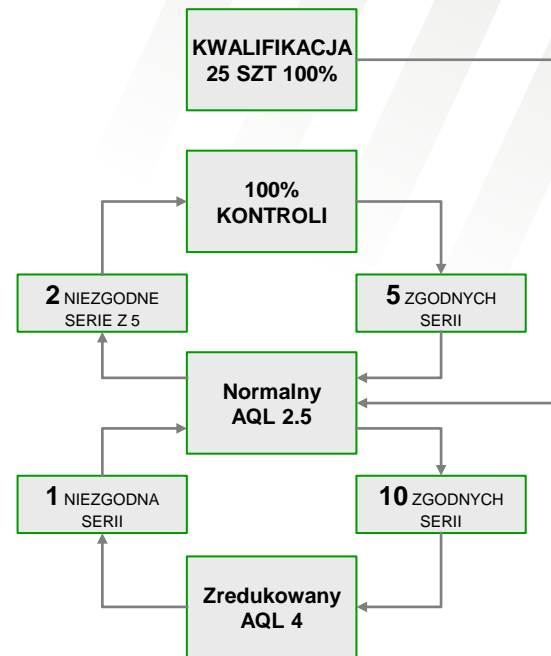 KWALIFIKACJA
25 SZT 100%
100%
KONTROLI
2 NIEZGODNE
SERIE Z 5
5 ZGODNYCH
SERII
Normalny
AQL 2.5
1 NIEZGODNA
SERII
10 ZGODNYCH
SERII
Zredukowany
AQL 4